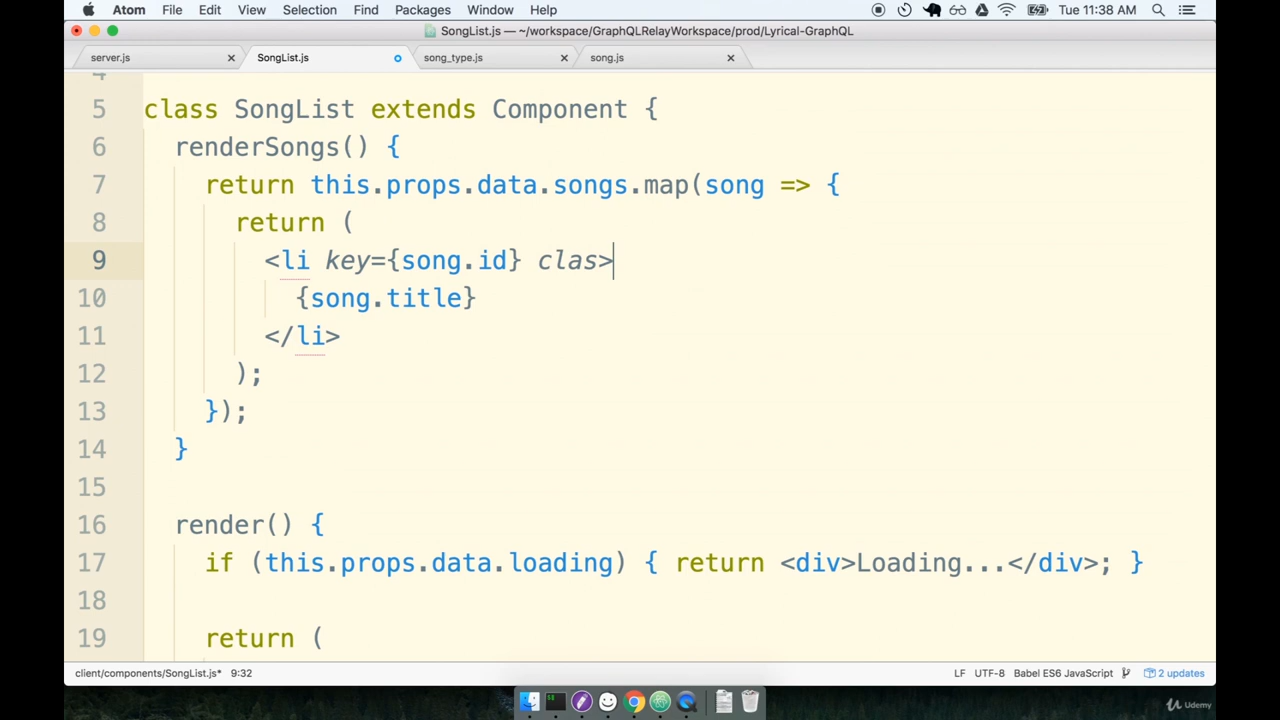 Atom File Edit View Selection Find Packages Window Help Tue 11:38 AM
SongList.js — ~/workspace/GraphQLRelayWorkspace/prod/Lyrical-GraphQL
server.js SongList.js song_type.js song.js
4
5 class SongList extends Component {
6 renderSongs() {
7 return this.props.data.songs.map(song => {
8 return (
9 <li key={song.id} clas>
10 {song.title}
11 </li>
12 );
13 });
14 }
15
16 render() {
17 if (this.props.data.loading) { return <div>Loading...</div>; }
18
19 return (
client/components/SongList.js* 9:32 LF UTF-8 Babel ES6 JavaScript 2 updates
Udemy